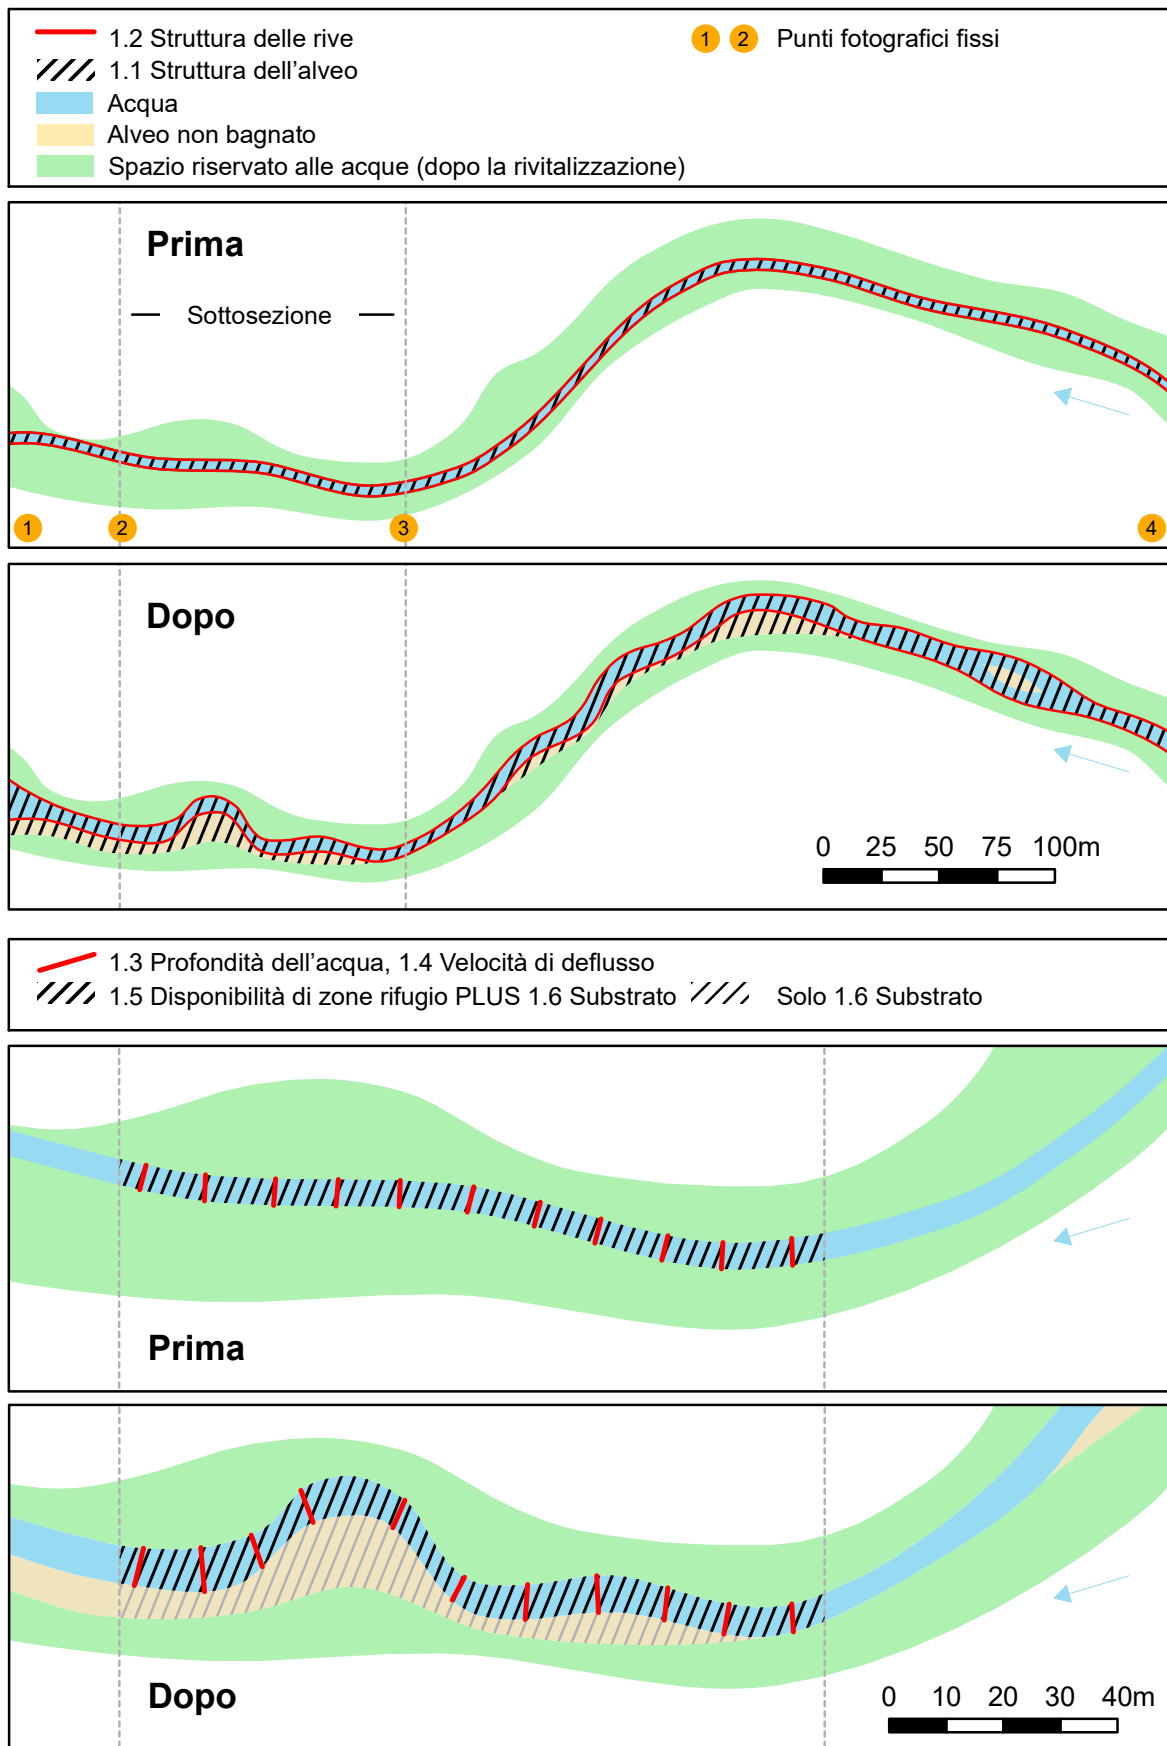 1.2 Struttura delle rive
1 2 Punti fotografici fissi
1.1 Struttura dell'alveo
Acqua
Alveo non bagnato
Spazio riservato alle acque (dopo la rivitalizzazione)
Prima
Sottosezione
1 2 3 4
Dopo
0 25 50 75 100m
1.3 Profondità dell'acqua, 1.4 Velocità di deflusso
1.5 Disponibilità di zone rifugio PLUS 1.6 Substrato Solo 1.6 Substrato
Prima
Dopo
0 10 20 30 40m